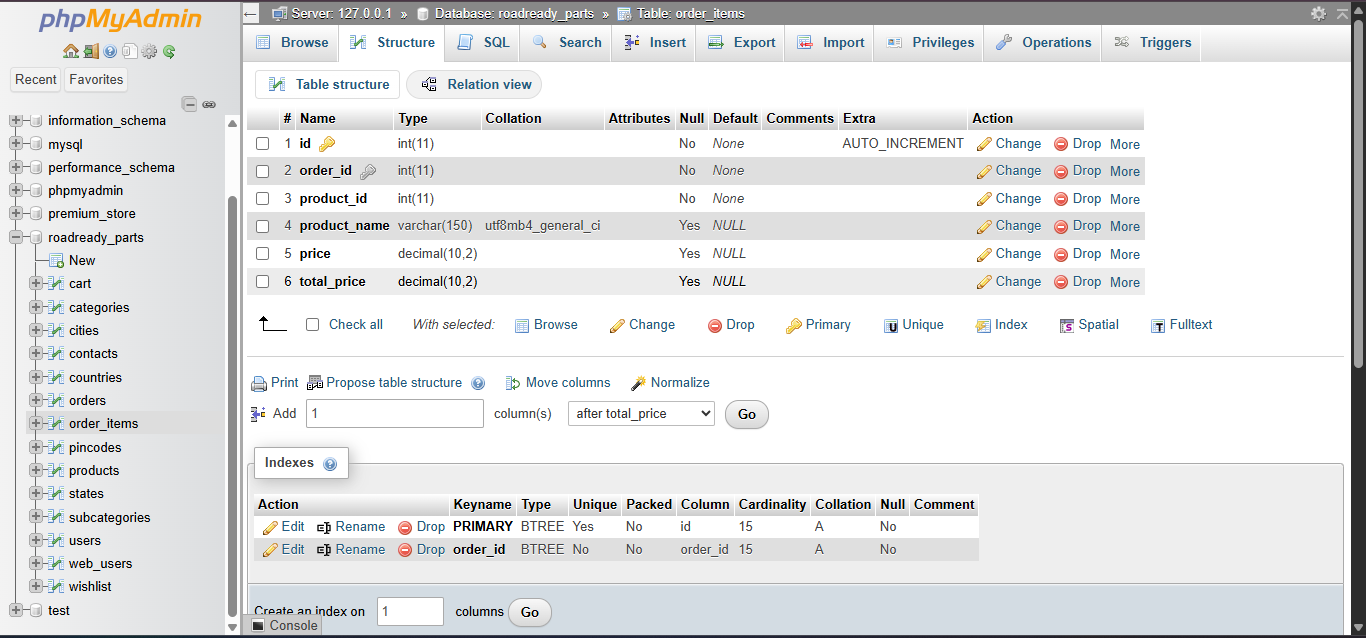 phpMyAdmin
Recent Favorites
information_schema
mysql
performance_schema
phpmyadmin
premium_store
roadready_parts
New
cart
categories
cities
contacts
countries
orders
order_items
pincodes
products
states
subcategories
users
web_users
wishlist
test
Server: 127.0.0.1 » Database: roadready_parts » Table: order_items
Browse Structure SQL Search Insert Export Import Privileges Operations Triggers
Table structure Relation view
# Name Type Collation Attributes Null Default Comments Extra Action
1 id int(11) No None AUTO_INCREMENT Change Drop More
2 order_id int(11) No None Change Drop More
3 product_id int(11) No None Change Drop More
4 product_name varchar(150) utf8mb4_general_ci Yes NULL Change Drop More
5 price decimal(10,2) Yes NULL Change Drop More
6 total_price decimal(10,2) Yes NULL Change Drop More
Check all With selected: Browse Change Drop Primary Unique Index Spatial Fulltext
Print Propose table structure Move columns Normalize
Add 1 column(s) after total_price Go
Indexes
Action Keyname Type Unique Packed Column Cardinality Collation Null Comment
Edit Rename Drop PRIMARY BTREE Yes No id 15 A No
Edit Rename Drop order_id BTREE No No order_id 15 A No
Create an index on 1 columns Go
Console